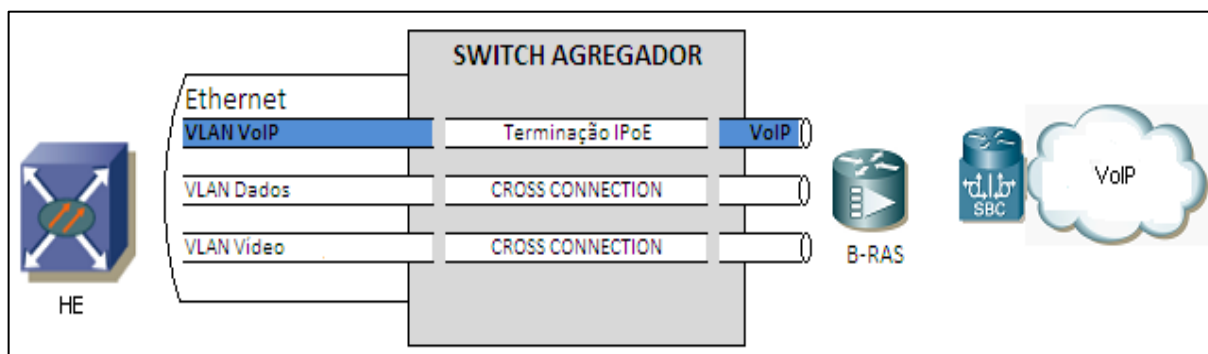 SWITCH AGREGADOR
Ethernet
VLAN VoIP
Terminação IPoE
VoIP
VLAN Dados
CROSS CONNECTION
VLAN Vídeo
CROSS CONNECTION
HE
B-RAS
SBC
VoIP